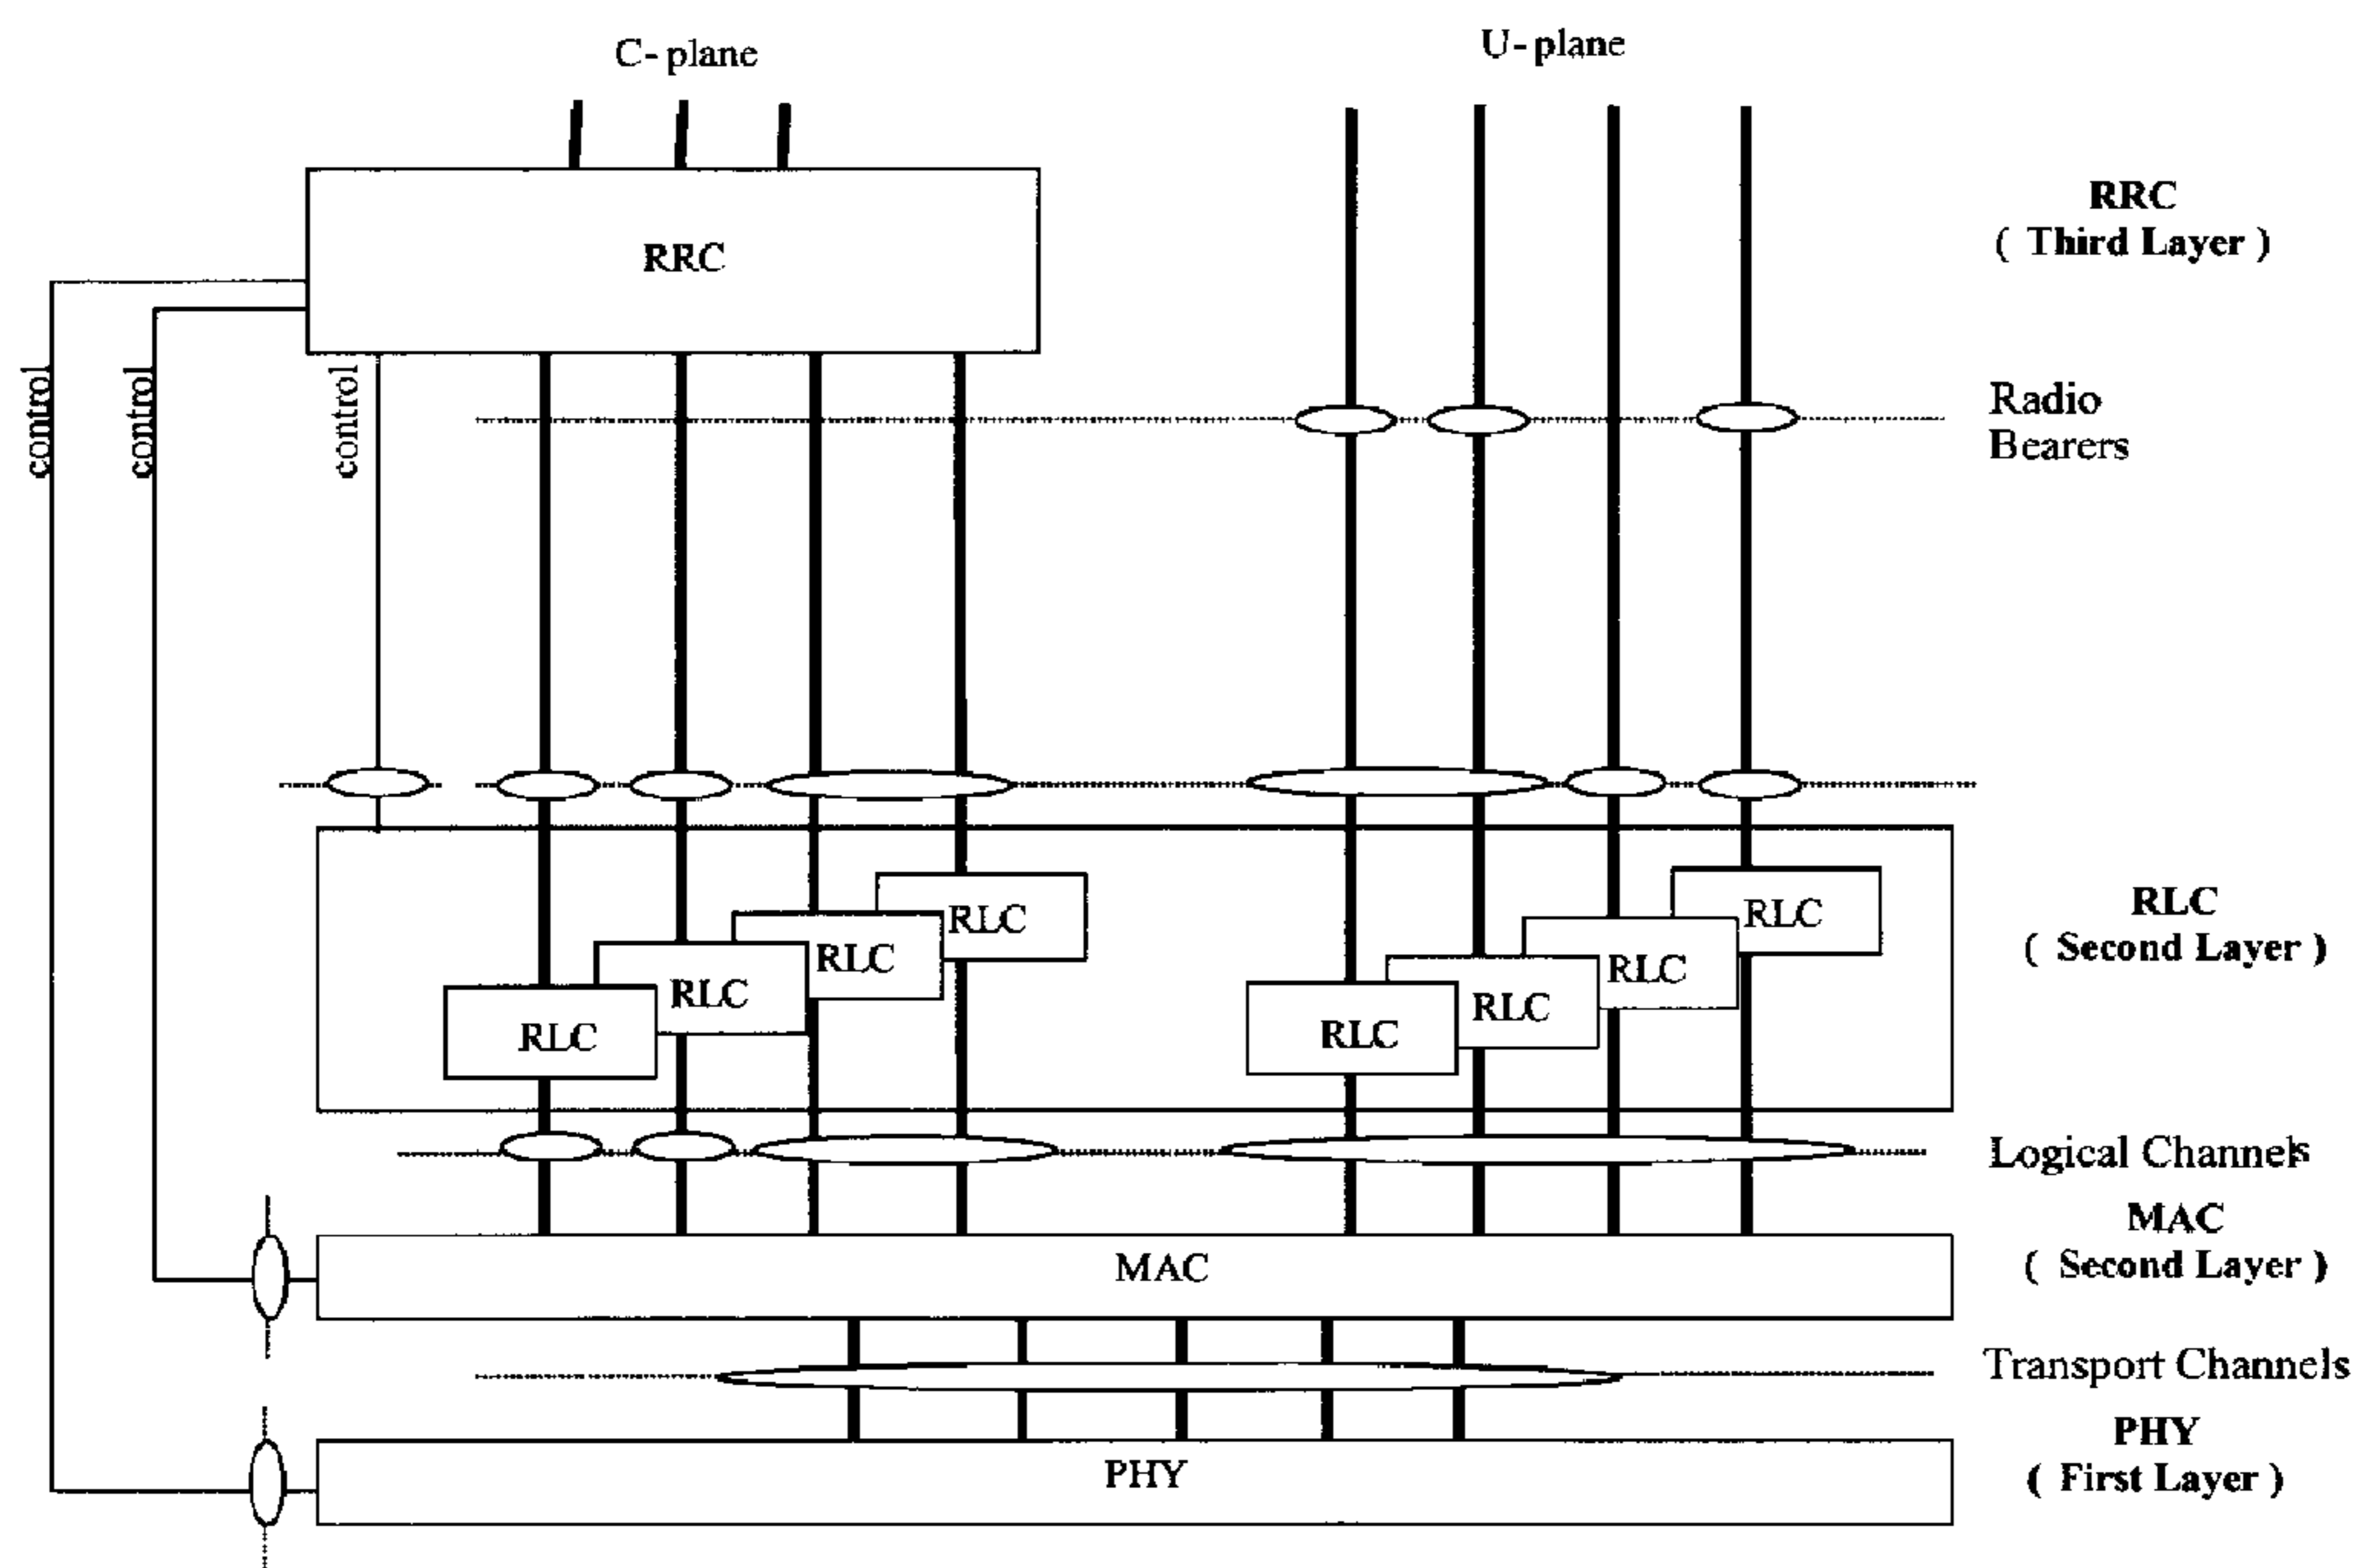 C-plane
U-plane
RRC
RRC
( Third Layer )
control
control
control
Radio
Bearers
RLC
RLC
RLC
RLC
RLC
RLC
RLC
RLC
RLC
( Second Layer )
Logical Channels
MAC
MAC
( Second Layer )
Transport Channels
PHY
PHY
( First Layer )